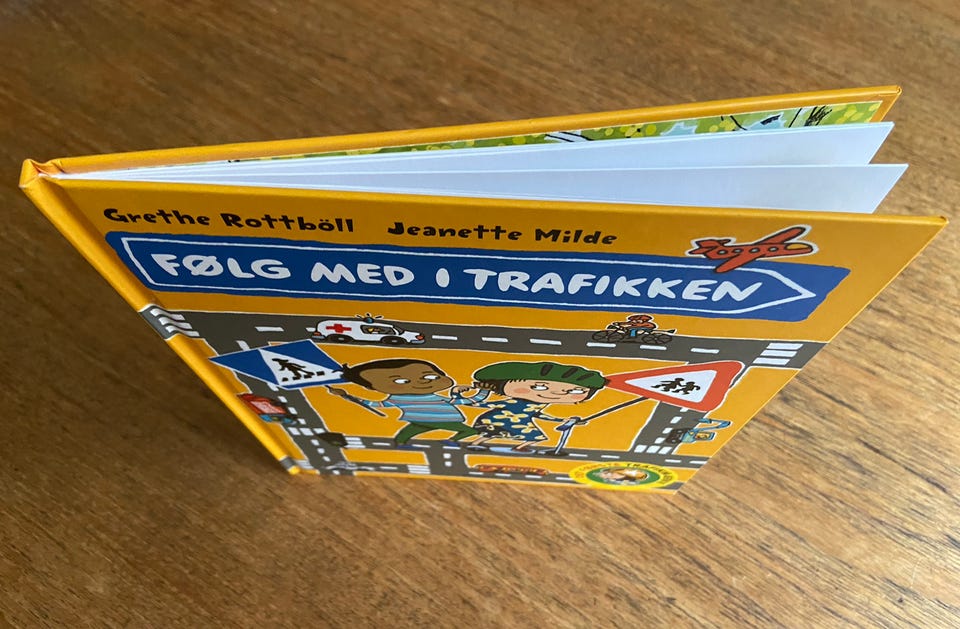 Grethe Rottböll Jeanette Milde
FØLG MED I TRAFIKKEN